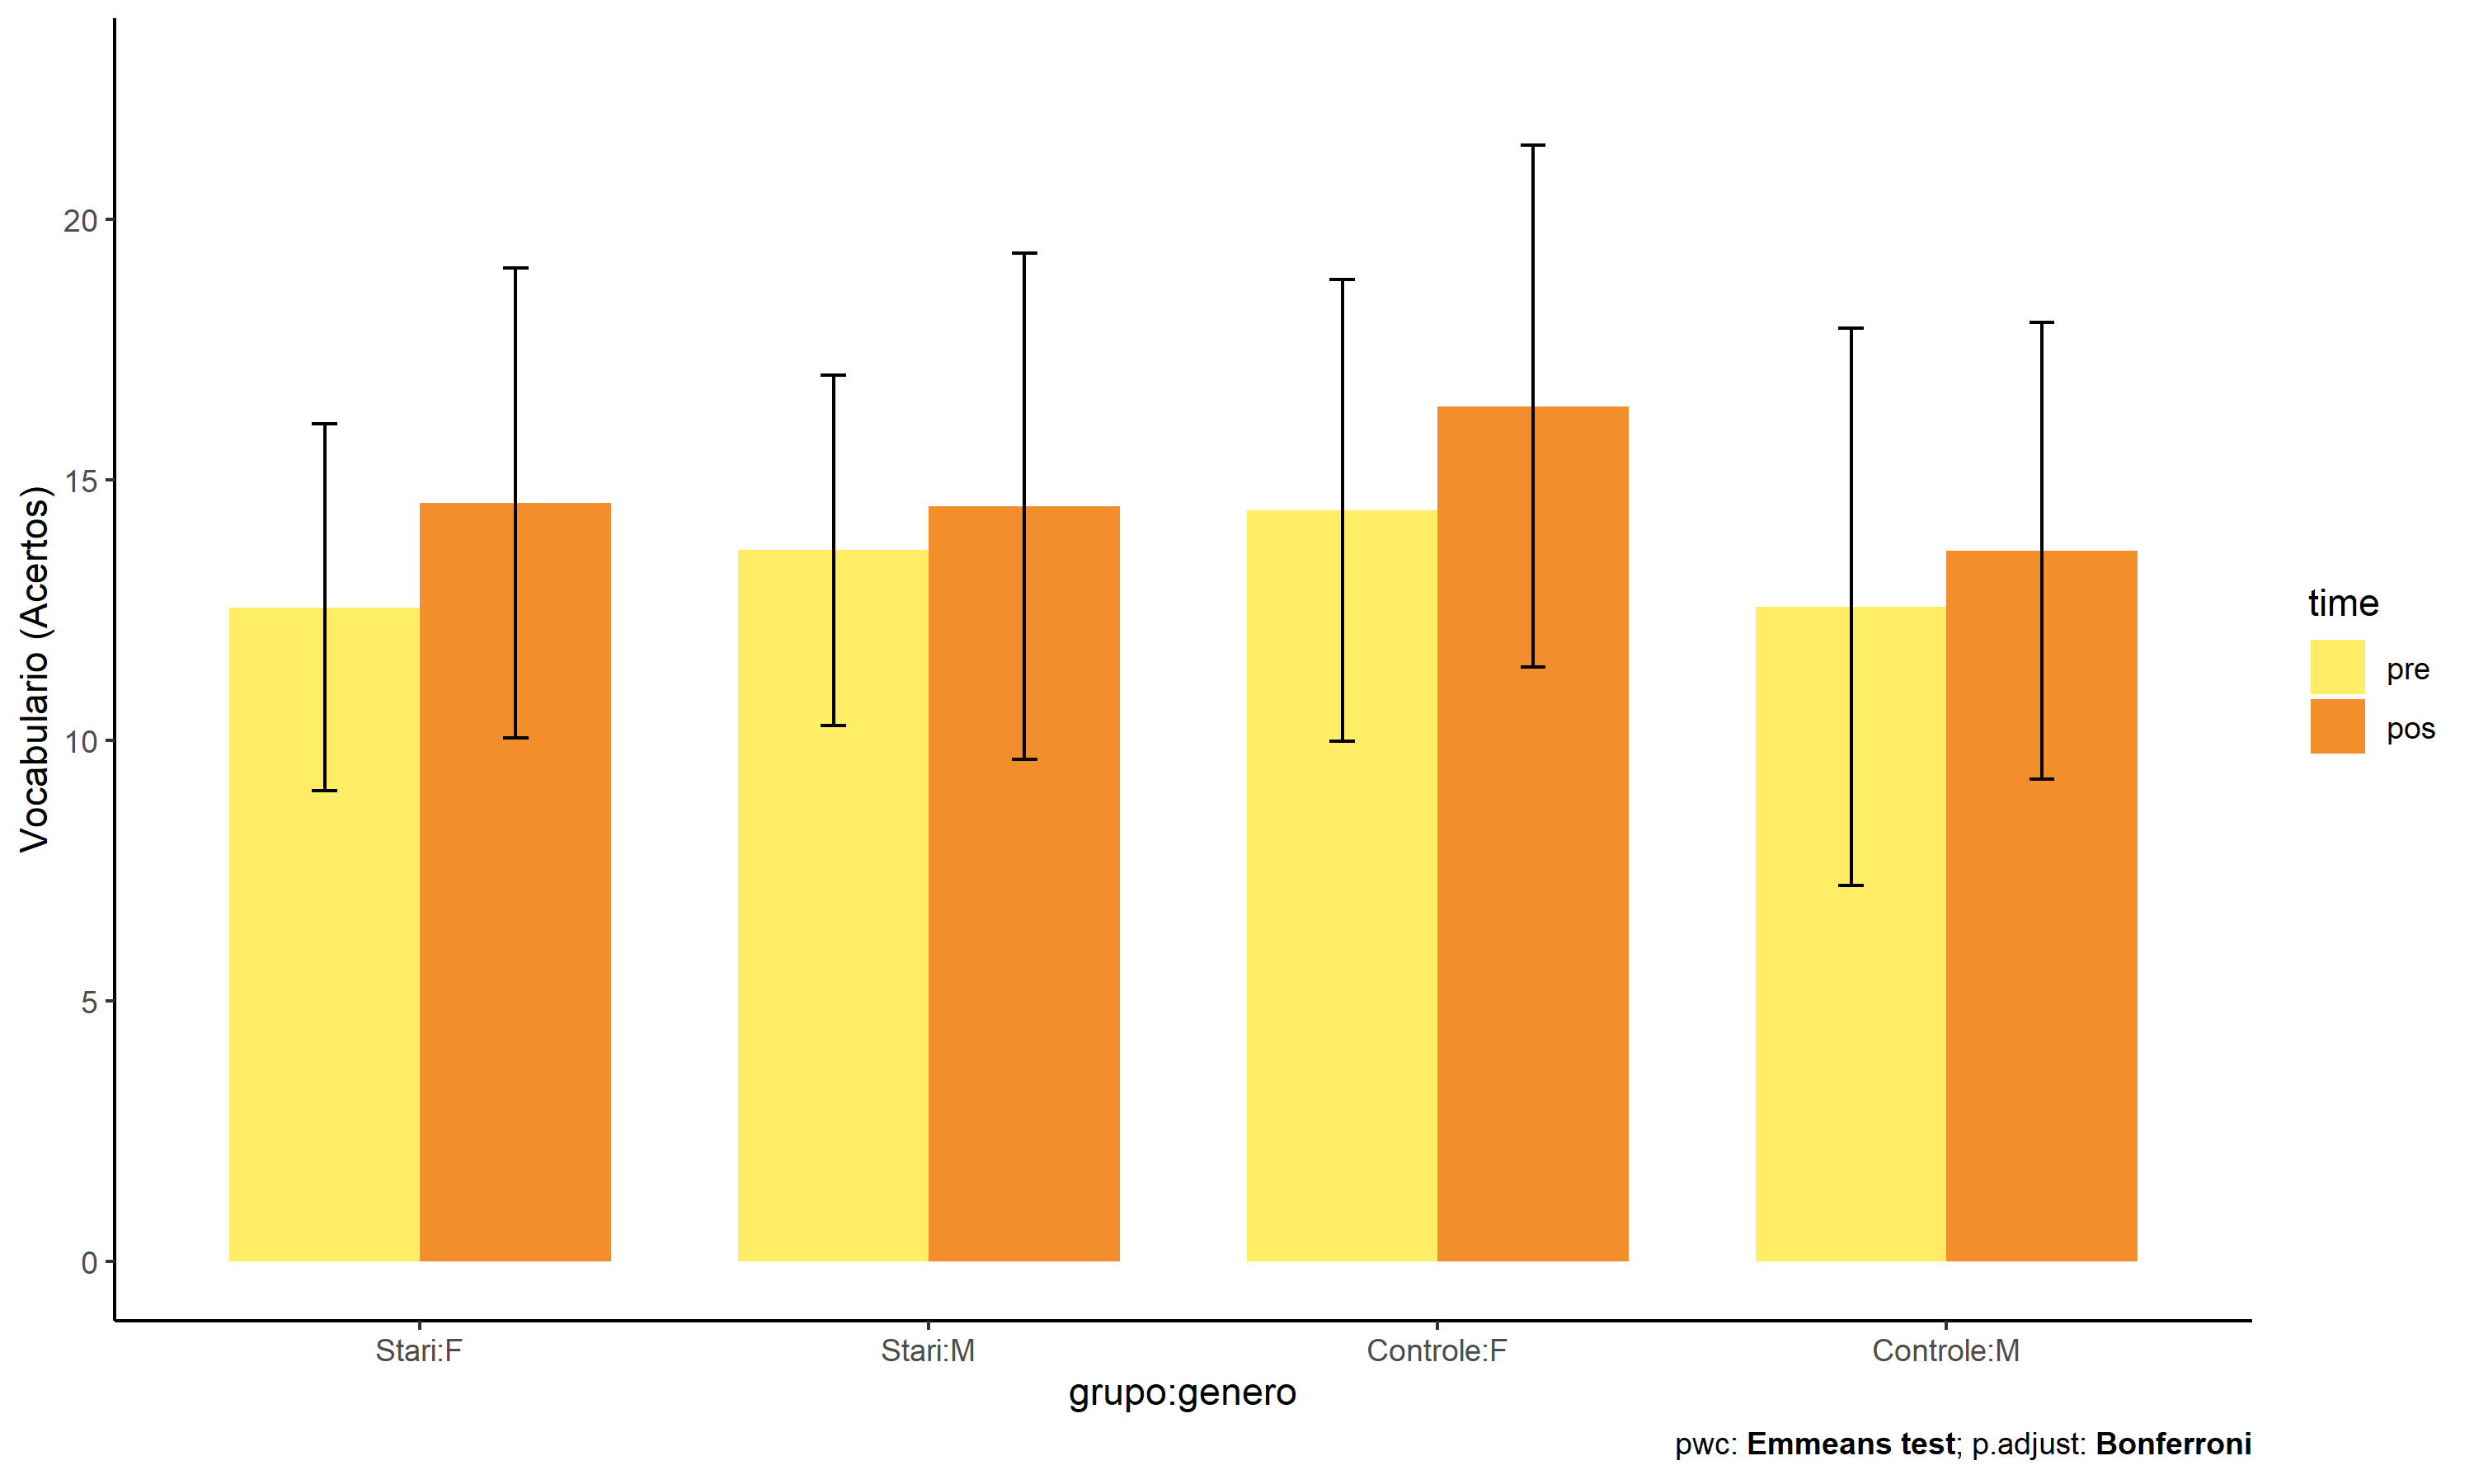 Vocabulario (Acertos)
20
15
10
5
0
Stari:F
Stari:M
Controle:F
Controle:M
grupo:genero
time
pre
pos
pwc: Emmeans test; p.adjust: Bonferroni